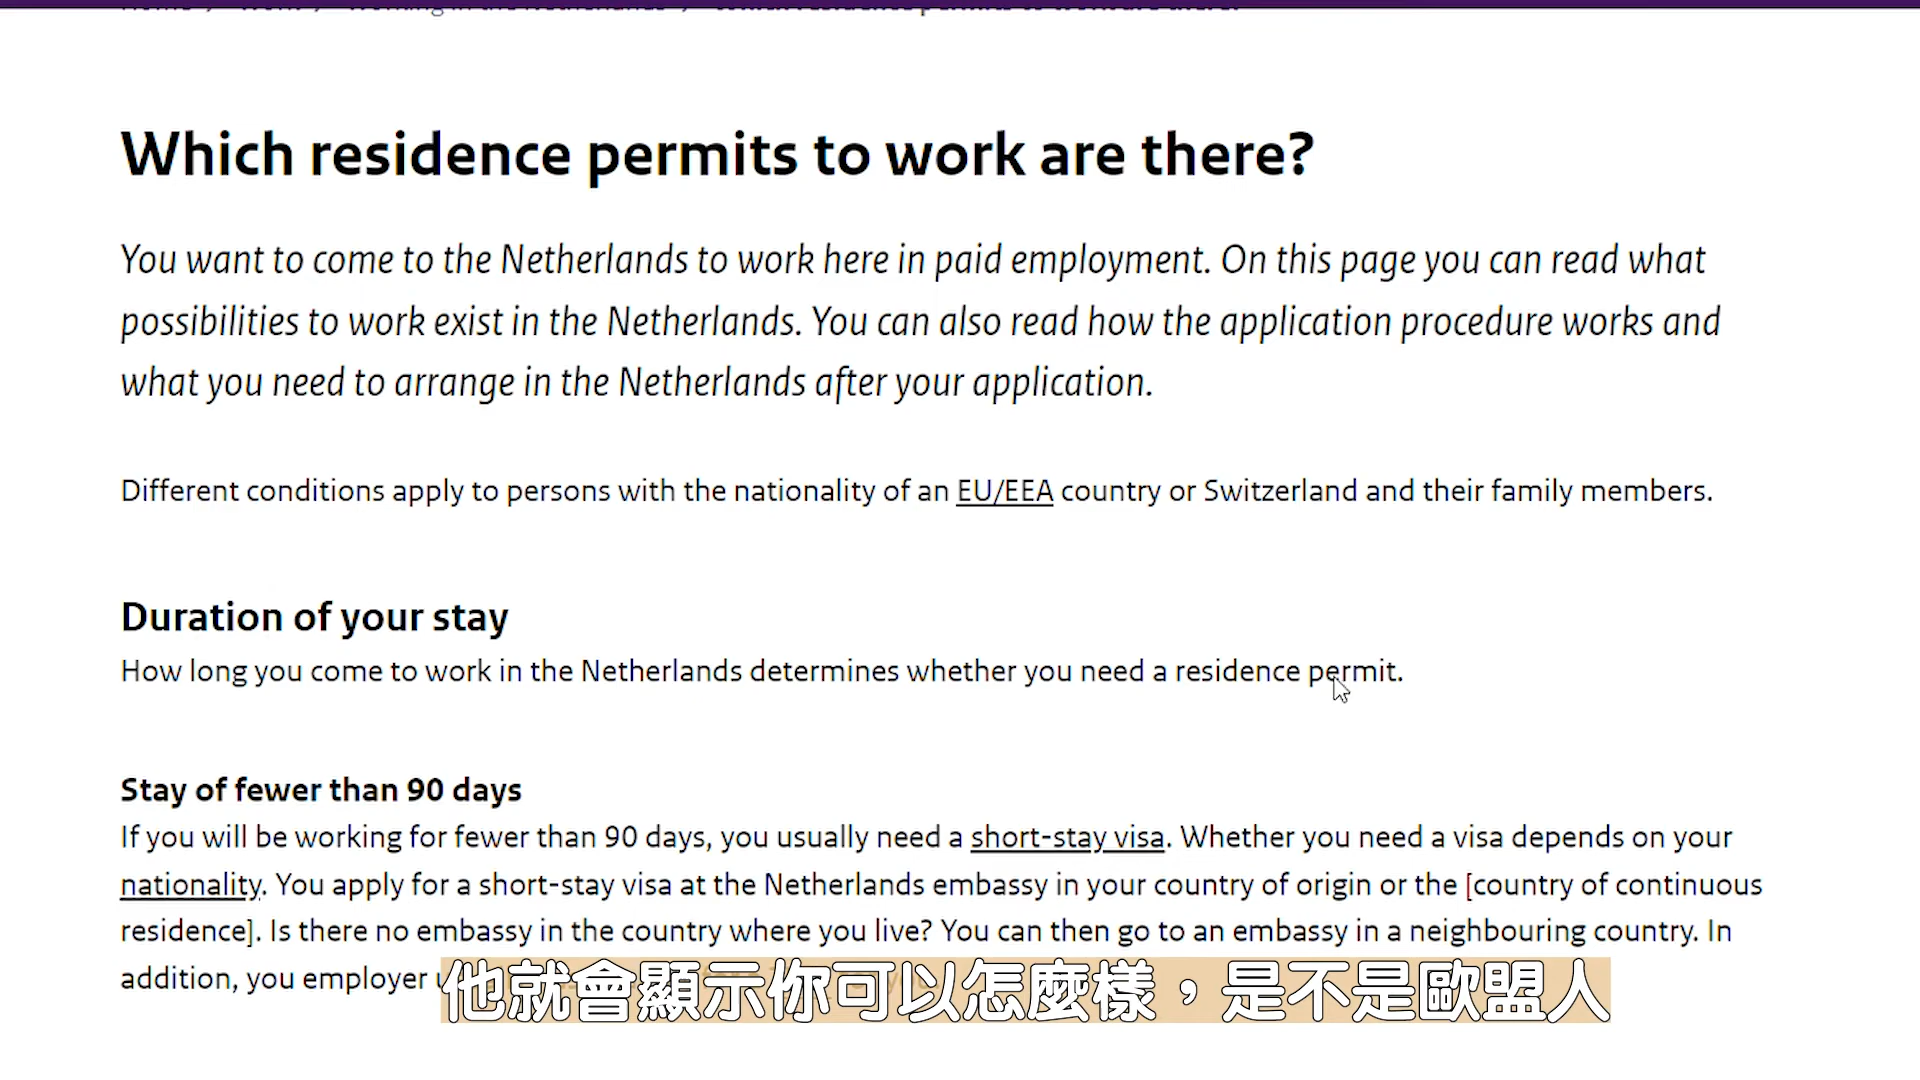 Which residence permits to work are there?
You want to come to the Netherlands to work here in paid employment. On this page you can read what
possibilities to work exist in the Netherlands. You can also read how the application procedure works and
what you need to arrange in the Netherlands after your application.
Different conditions apply to persons with the nationality of an EU/EEA country or Switzerland and their family members.
Duration of your stay
How long you come to work in the Netherlands determines whether you need a residence permit.
Stay of fewer than 90 days
If you will be working for fewer than 90 days, you usually need a short-stay visa. Whether you need a visa depends on your
nationality. You apply for a short-stay visa at the Netherlands embassy in your country of origin or the [country of continuous
residence]. Is there no embassy in the country where you live? You can then go to an embassy in a neighbouring country. In
addition, you employer
他就會顯示你可以怎麼樣，是不是歐盟人